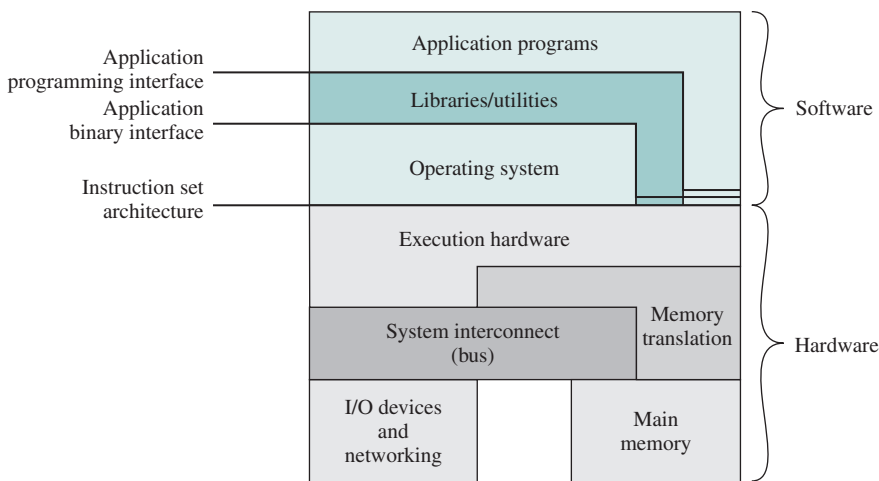 Application programs
Application
programming interface
Libraries/utilities
Application
binary interface
Software
Operating system
Instruction set
architecture
Execution hardware
Memory
translation
System interconnect
(bus)
Hardware
I/O devices
and
networking
Main
memory